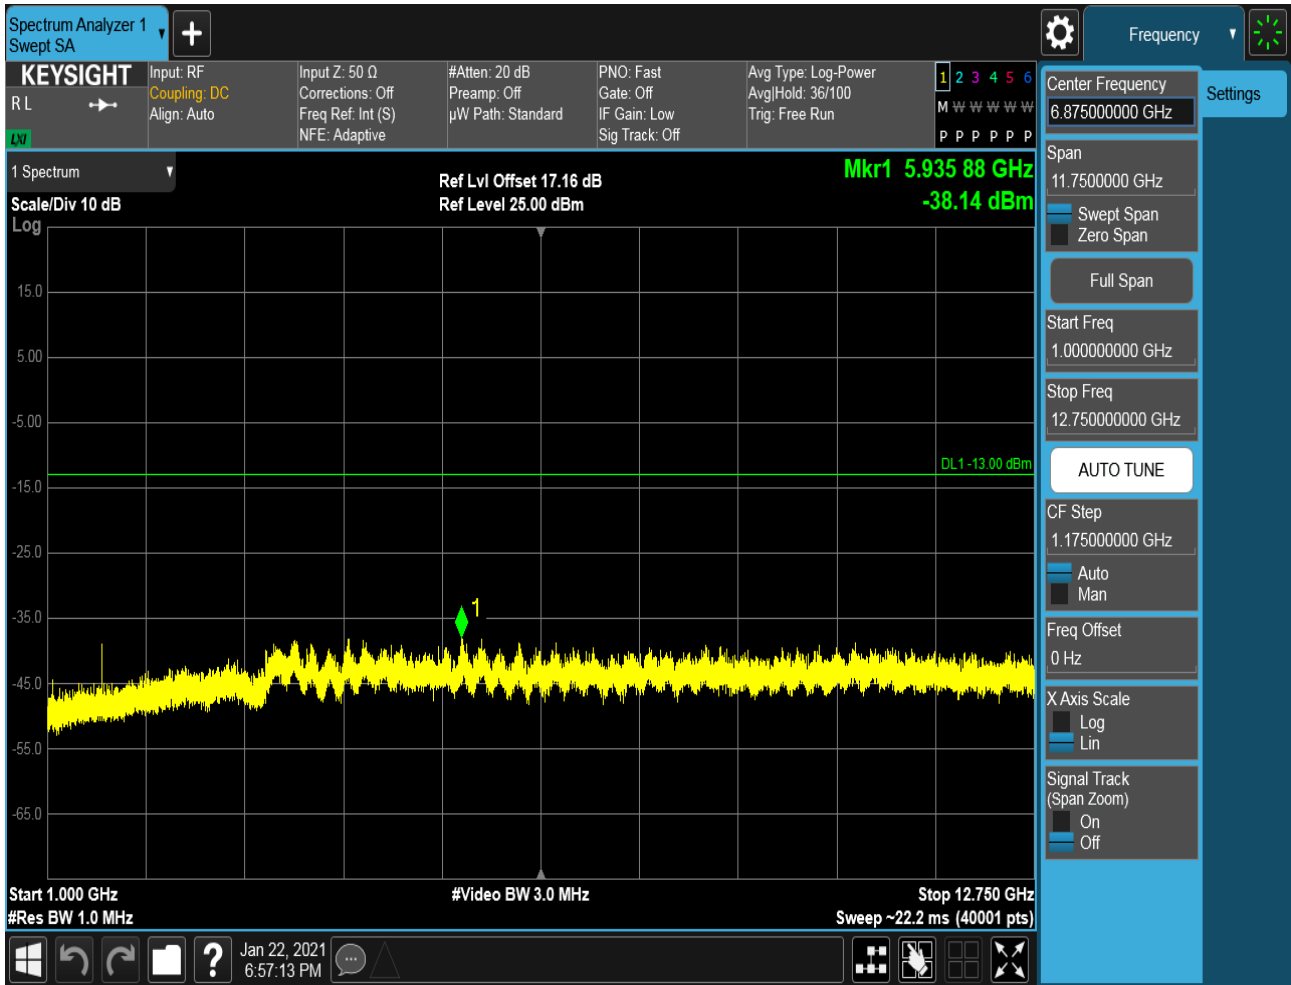 Spectrum Analyzer 1
Swept SA
+
Frequency
KEYSIGHT
R L
LXI
Input: RF
Coupling: DC
Align: Auto
Input Z: 50 Ω
Corrections: Off
Freq Ref: Int (S)
NFE: Adaptive
#Atten: 20 dB
Preamp: Off
µW Path: Standard
PNO: Fast
Gate: Off
IF Gain: Low
Sig Track: Off
Avg Type: Log-Power
Avg|Hold: 36/100
Trig: Free Run
1 2 3 4 5 6
M W W W W W
P P P P P P
1 Spectrum
Scale/Div 10 dB
Log
Ref Lvl Offset 17.16 dB
Ref Level 25.00 dBm
Mkr1 5.935 88 GHz
-38.14 dBm
15.0
5.00
-5.00
DL1 -13.00 dBm
-15.0
-25.0
-35.0
1
-45.0
-55.0
-65.0
Start 1.000 GHz
#Res BW 1.0 MHz
#Video BW 3.0 MHz
Stop 12.750 GHz
Sweep ~22.2 ms (40001 pts)
Center Frequency
6.875000000 GHz
Settings
Span
11.7500000 GHz
Swept Span
Zero Span
Full Span
Start Freq
1.000000000 GHz
Stop Freq
12.750000000 GHz
AUTO TUNE
CF Step
1.175000000 GHz
Auto
Man
Freq Offset
0 Hz
X Axis Scale
Log
Lin
Signal Track
(Span Zoom)
On
Off
?
Jan 22, 2021
6:57:13 PM